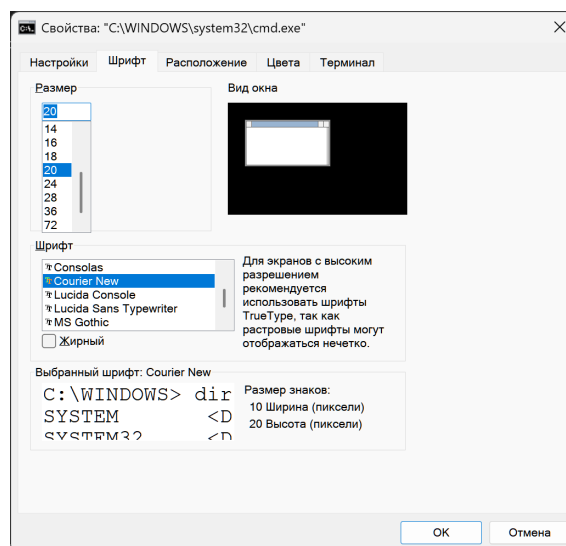 Свойства: "C:\WINDOWS\system32\cmd.exe"
Настройки Шрифт Расположение Цвета Терминал
Размер
20
14
16
18
20
24
28
36
72
Вид окна
Шрифт
Consolas
Courier New
Lucida Console
Lucida Sans Typewriter
MS Gothic
Жирный
Для экранов с высоким
разрешением
рекомендуется
использовать шрифты
TrueType, так как
растровые шрифты могут
отображаться нечетко.
Выбранный шрифт: Courier New
C:\WINDOWS> dir
SYSTEM <D
SYSTEM32 <D
Размер знаков:
10 Ширина (пиксели)
20 Высота (пиксели)
OK Отмена